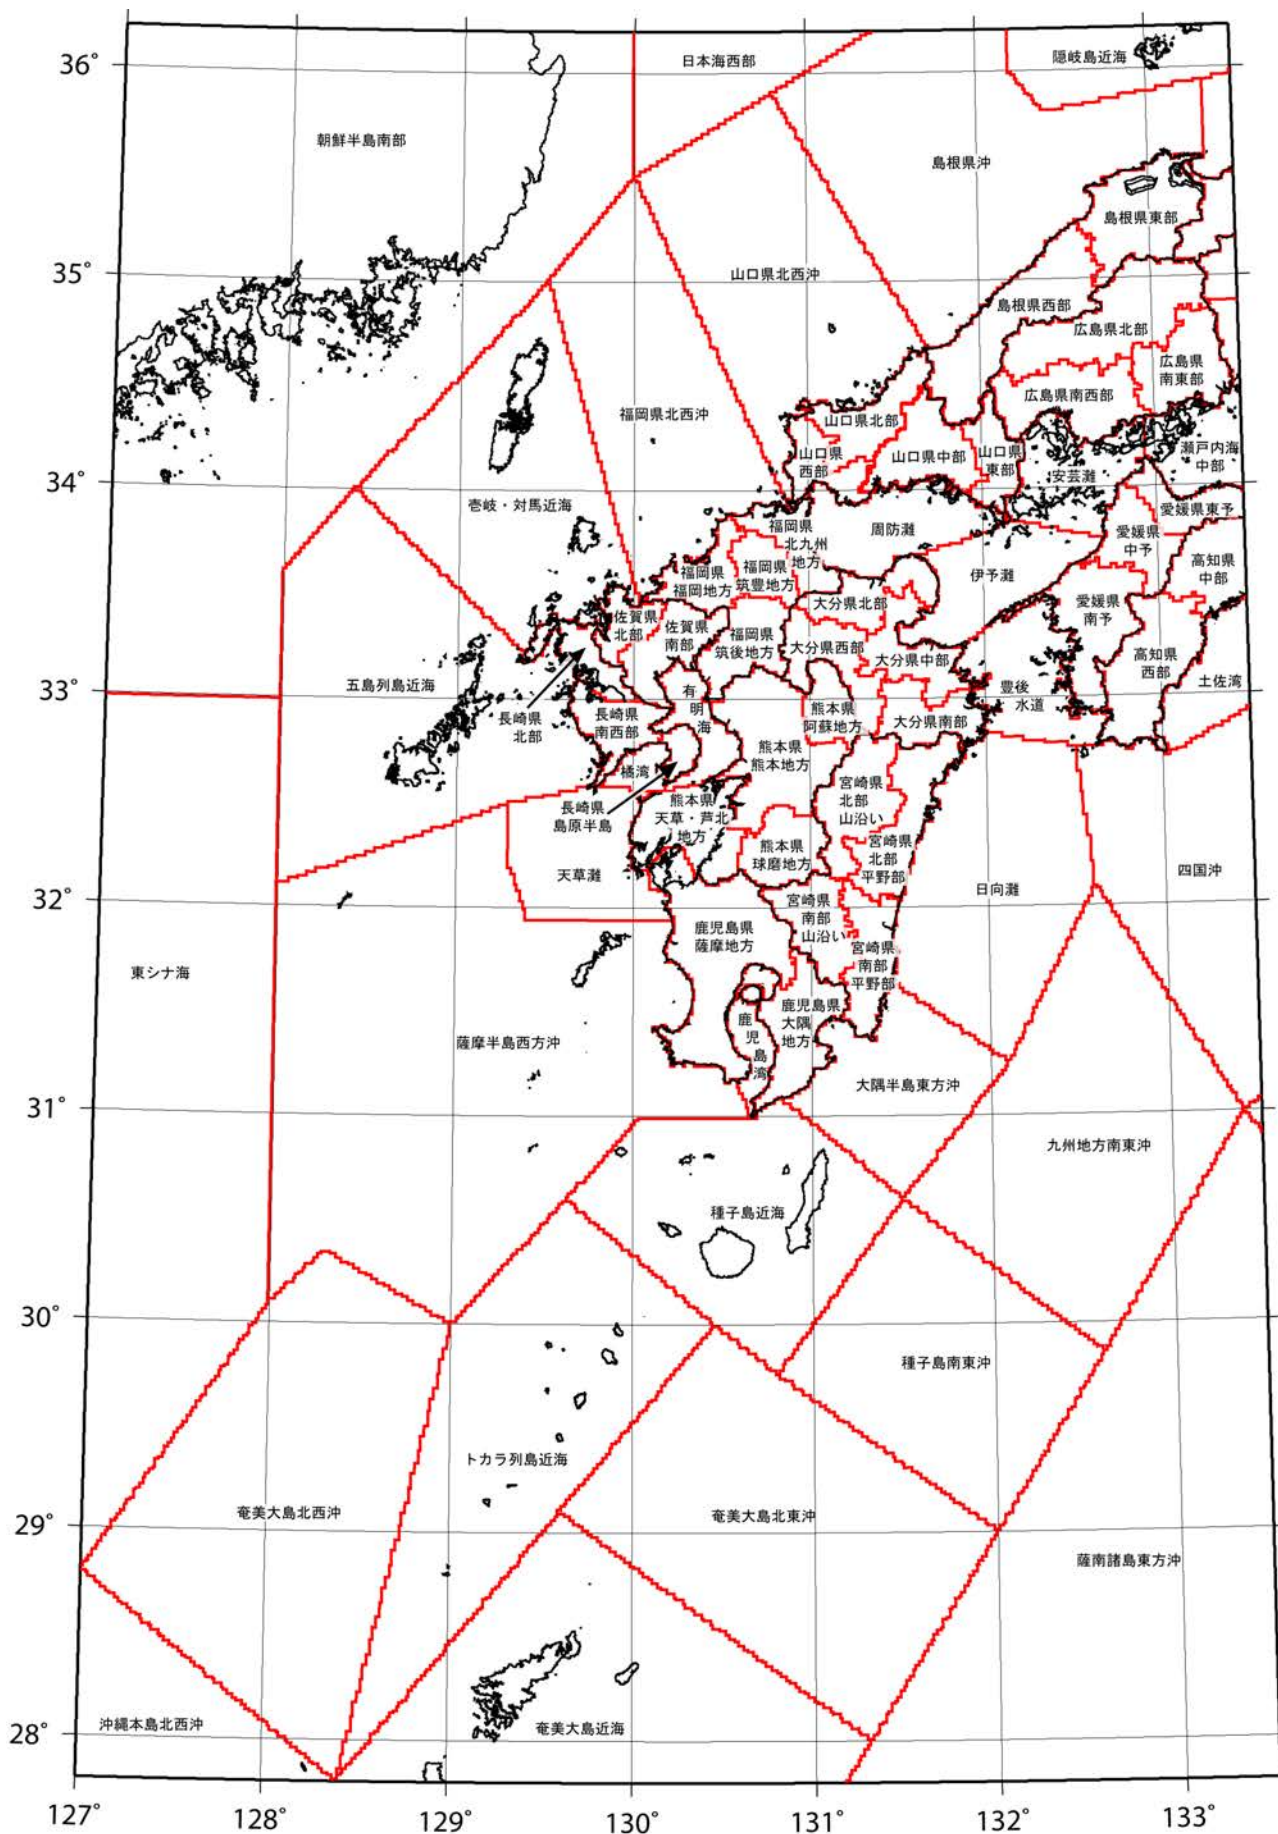 36°
日本海西部
隠岐島近海
朝鮮半島南部
島根県沖
島根県東部
35°
山口県北西沖
島根県西部
広島県北部
広島県
南東部
広島県南西部
福岡県北西沖
山口県北部
山口県
西部
山口県中部
山口県
東部
安芸灘
瀬戸内海
中部
34°
壱岐・対馬近海
福岡県
北九州
地方
周防灘
愛媛県東予
愛媛県
中予
高知県
中部
福岡県
福岡地方
福岡県
筑豊地方
伊予灘
大分県北部
愛媛県
南予
佐賀県
北部
佐賀県
南部
福岡県
筑後地方
大分県西部
大分県中部
高知県
西部
土佐湾
33°
五島列島近海
長崎県
北部
長崎県
南西部
有
明
海
熊本県
阿蘇地方
大分県南部
豊後
水道
熊本県
熊本地方
橘湾
長崎県
島原半島
熊本県
天草・芦北
地方
宮崎県
北部
山沿い
宮崎県
北部
平野部
熊本県
球磨地方
天草灘
日向灘
四国沖
32°
鹿児島県
薩摩地方
宮崎県
南部
山沿い
宮崎県
南部
平野部
東シナ海
鹿児島県
大隅
地方
鹿
児
島
湾
薩摩半島西方沖
大隅半島東方沖
31°
九州地方南東沖
種子島近海
30°
種子島南東沖
トカラ列島近海
奄美大島北西沖
奄美大島北東沖
29°
薩南諸島東方沖
沖縄本島北西沖
奄美大島近海
28°
127°
128°
129°
130°
131°
132°
133°